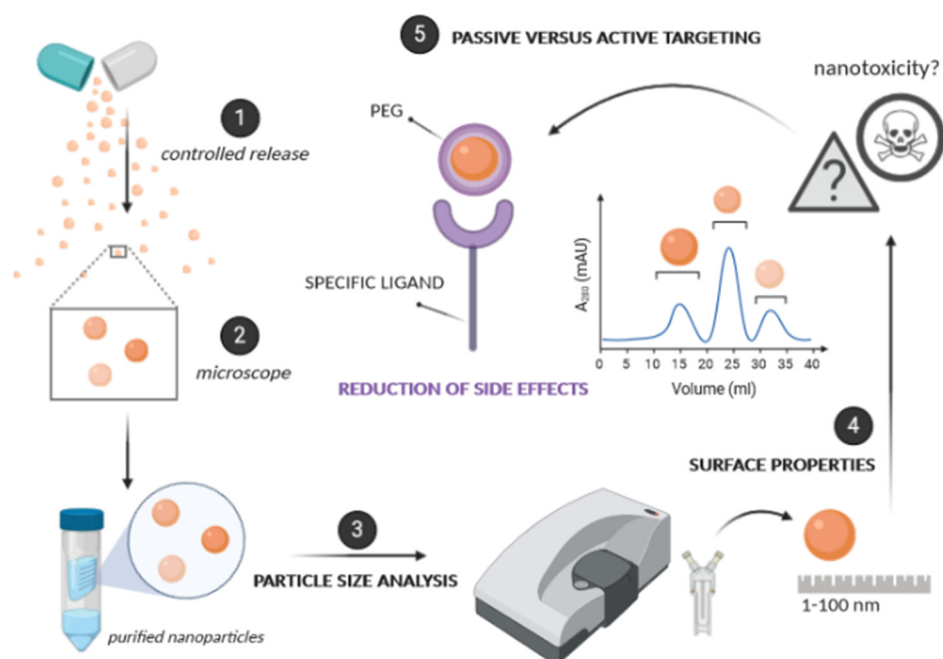 5 PASSIVE VERSUS ACTIVE TARGETING
nanotoxicity?
1
controlled release
PEG
?
SPECIFIC LIGAND
A280 (mAU)
0 5 10 15 20 25 30 35 40
Volume (ml)
2
microscope
REDUCTION OF SIDE EFFECTS
4
SURFACE PROPERTIES
3
PARTICLE SIZE ANALYSIS
1-100 nm
purified nanoparticles